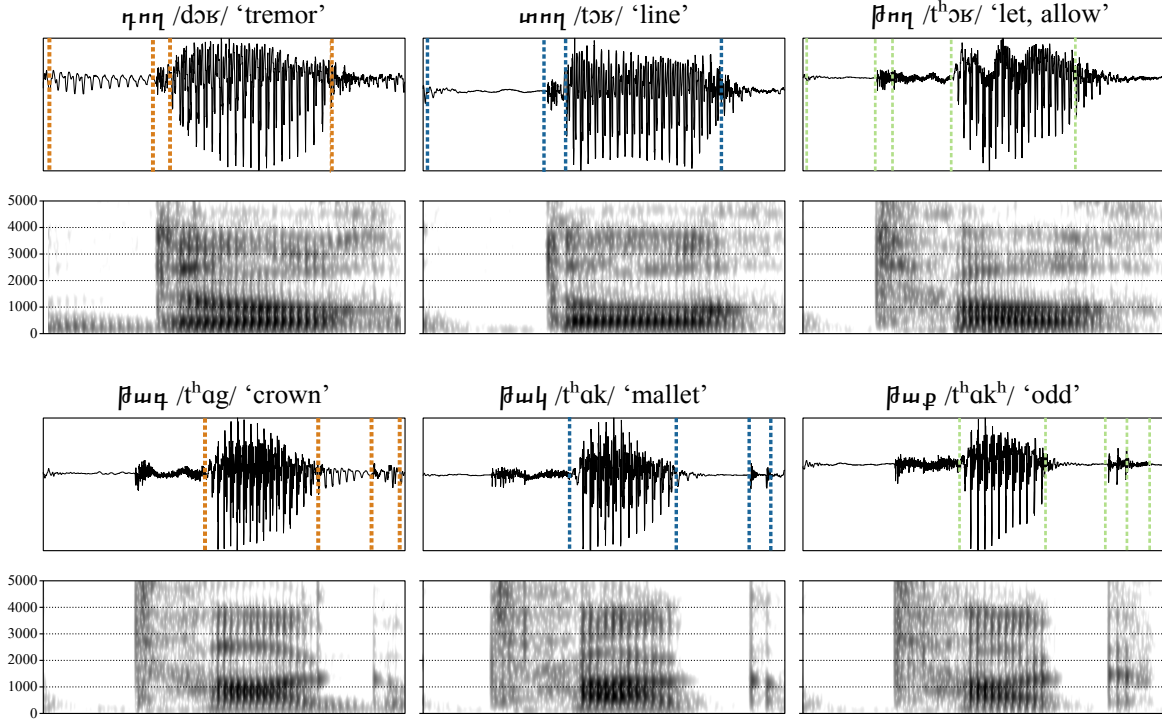 դող /dɔʁ/ ‘tremor’
տող /tɔʁ/ ‘line’
թող /tʰɔʁ/ ‘let, allow’
5000
4000
3000
2000
1000
0
թագ /tʰɑg/ ‘crown’
թակ /tʰɑk/ ‘mallet’
թաք /tʰɑkʰ/ ‘odd’
5000
4000
3000
2000
1000
0